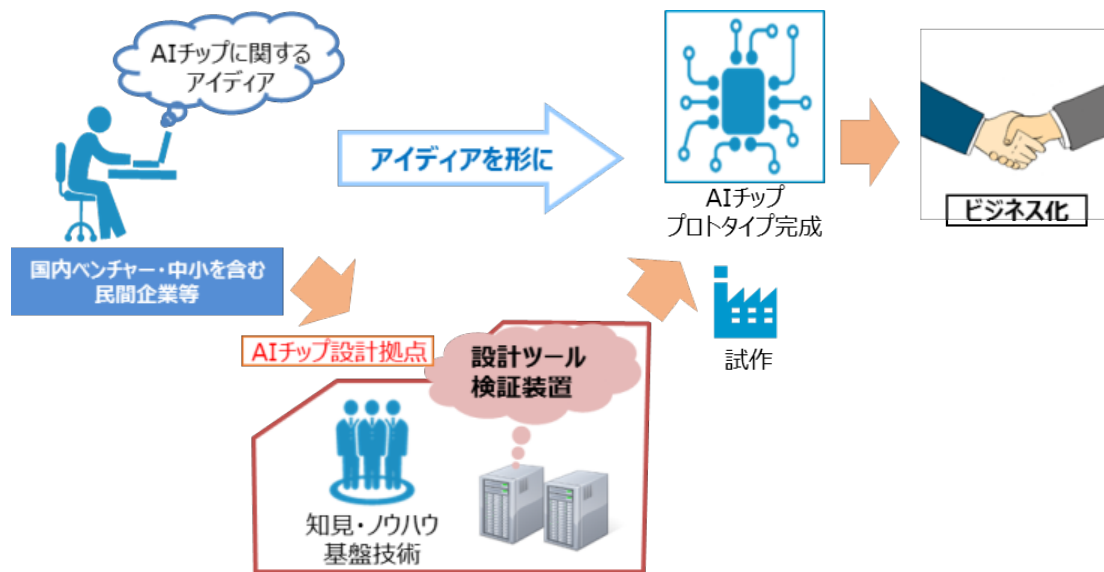 AIチップに関する
アイディア
アイディアを形に
AIチップ
プロトタイプ完成
ビジネス化
国内ベンチャー・中小を含む
民間企業等
試作
AIチップ設計拠点
設計ツール
検証装置
知見・ノウハウ
基盤技術